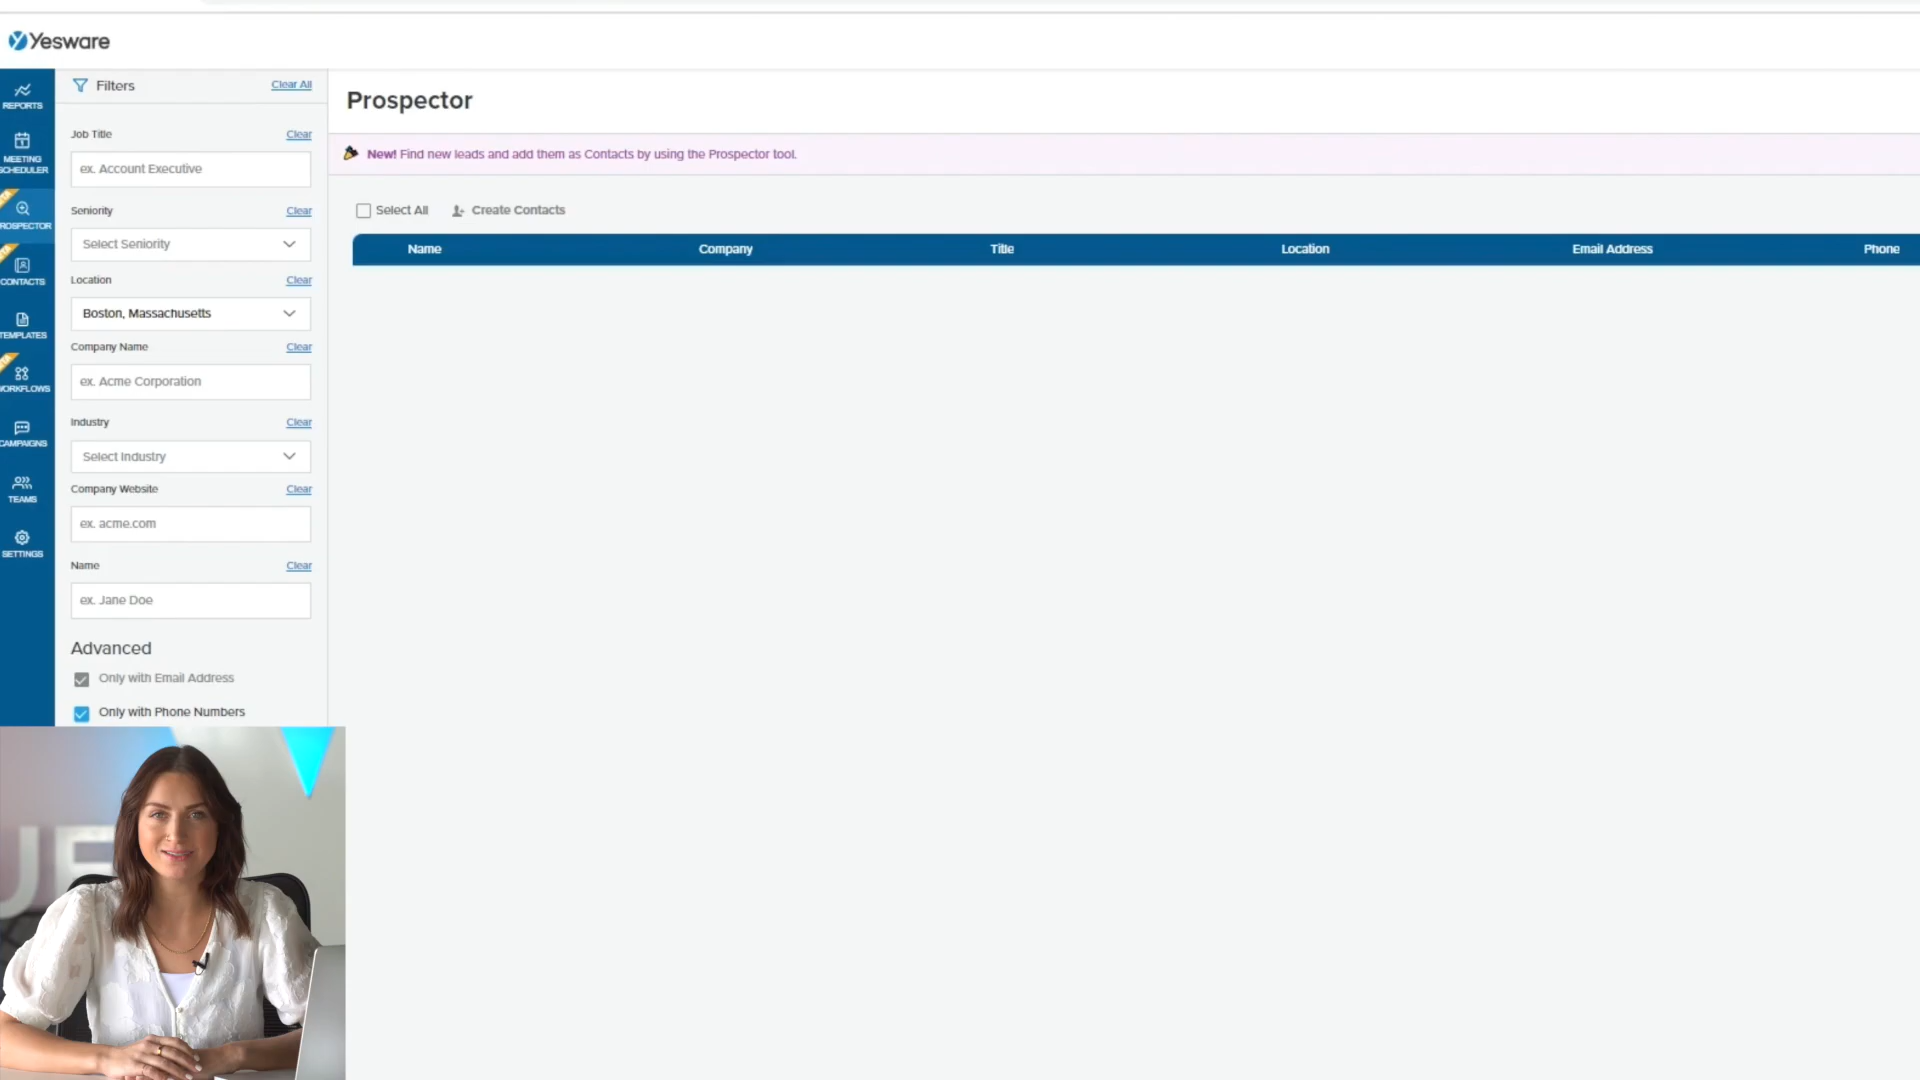 Yesware
REPORTS
MEETING
SCHEDULER
ROSPECTOR
CONTACTS
TEMPLATES
WORKFLOWS
CAMPAIGNS
TEAMS
SETTINGS
Filters
Clear All
Job Title
Clear
ex. Account Executive
Seniority
Clear
Select Seniority
Location
Clear
Boston, Massachusetts
Company Name
Clear
ex. Acme Corporation
Industry
Clear
Select Industry
Company Website
Clear
ex. acme.com
Name
Clear
ex. Jane Doe
Advanced
Only with Email Address
Only with Phone Numbers
Prospector
New! Find new leads and add them as Contacts by using the Prospector tool.
Select All
Create Contacts
Name Company Title Location Email Address Phone